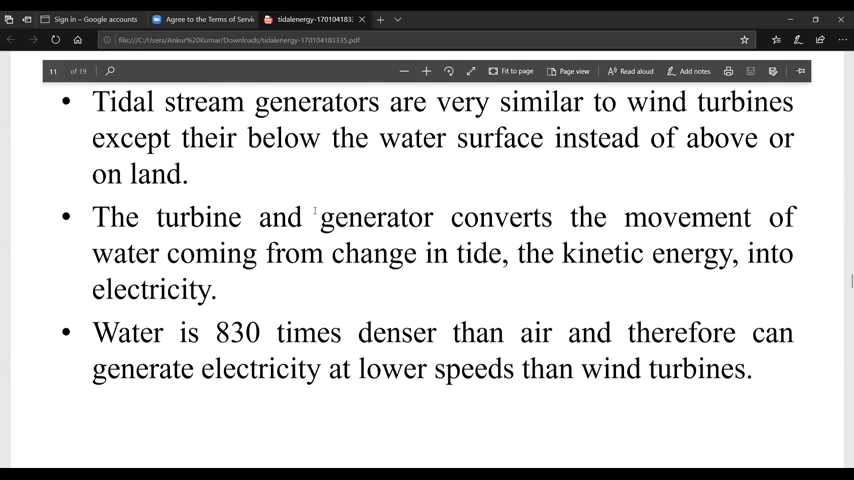 Sign in – Google accounts
Agree to the Terms of Servi
tidalenergy-170104183335
file:///C:/Users/Ankur%20Kumar/Downloads/tidalenergy-170104183335.pdf
11 of 19
Fit to page
Page view
Read aloud
Add notes
• Tidal stream generators are very similar to wind turbines
except their below the water surface instead of above or
on land.
• The turbine and generator converts the movement of
water coming from change in tide, the kinetic energy, into
electricity.
• Water is 830 times denser than air and therefore can
generate electricity at lower speeds than wind turbines.